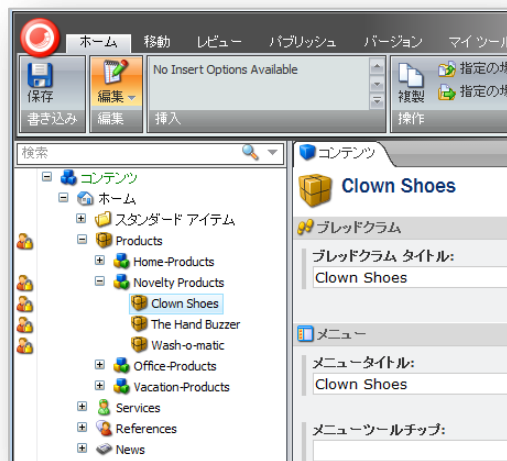 ホーム 移動 レビュー パブリッシュ バージョン マイ ツール
保存
書き込み
編集
編集
No Insert Options Available
挿入
複製
指定の場
指定の場
操作
検索
コンテンツ
ホーム
スタンダード アイテム
Products
Home-Products
Novelty Products
Clown Shoes
The Hand Buzzer
Wash-o-matic
Office-Products
Vacation-Products
Services
References
News
コンテンツ
Clown Shoes
ブレッドクラム
ブレッドクラム タイトル:
Clown Shoes
メニュー
メニュータイトル:
Clown Shoes
メニューツールチップ: